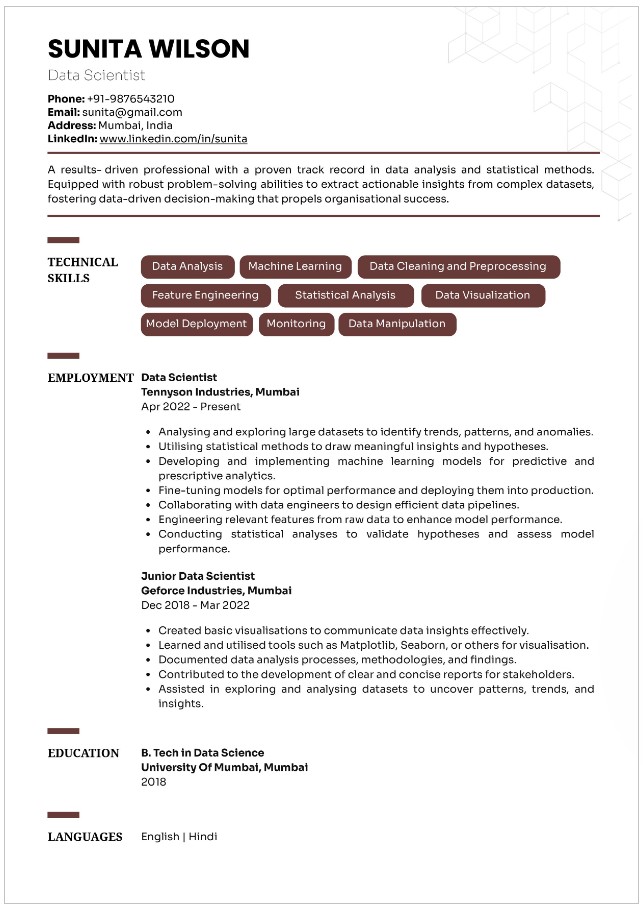 SUNITA WILSON
Data Scientist
Phone: +91-9876543210
Email: sunita@gmail.com
Address: Mumbai, India
LinkedIn: www.linkedin.com/in/sunita
A results- driven professional with a proven track record in data analysis and statistical methods.
Equipped with robust problem-solving abilities to extract actionable insights from complex datasets,
fostering data-driven decision-making that propels organisational success.
TECHNICAL
SKILLS
Data Analysis Machine Learning Data Cleaning and Preprocessing
Feature Engineering Statistical Analysis Data Visualization
Model Deployment Monitoring Data Manipulation
EMPLOYMENT Data Scientist
Tennyson Industries, Mumbai
Apr 2022 - Present
• Analysing and exploring large datasets to identify trends, patterns, and anomalies.
• Utilising statistical methods to draw meaningful insights and hypotheses.
• Developing and implementing machine learning models for predictive and
prescriptive analytics.
• Fine-tuning models for optimal performance and deploying them into production.
• Collaborating with data engineers to design efficient data pipelines.
• Engineering relevant features from raw data to enhance model performance.
• Conducting statistical analyses to validate hypotheses and assess model
performance.
Junior Data Scientist
Geforce Industries, Mumbai
Dec 2018 - Mar 2022
• Created basic visualisations to communicate data insights effectively.
• Learned and utilised tools such as Matplotlib, Seaborn, or others for visualisation.
• Documented data analysis processes, methodologies, and findings.
• Contributed to the development of clear and concise reports for stakeholders.
• Assisted in exploring and analysing datasets to uncover patterns, trends, and
insights.
EDUCATION B. Tech in Data Science
University Of Mumbai, Mumbai
2018
LANGUAGES English | Hindi